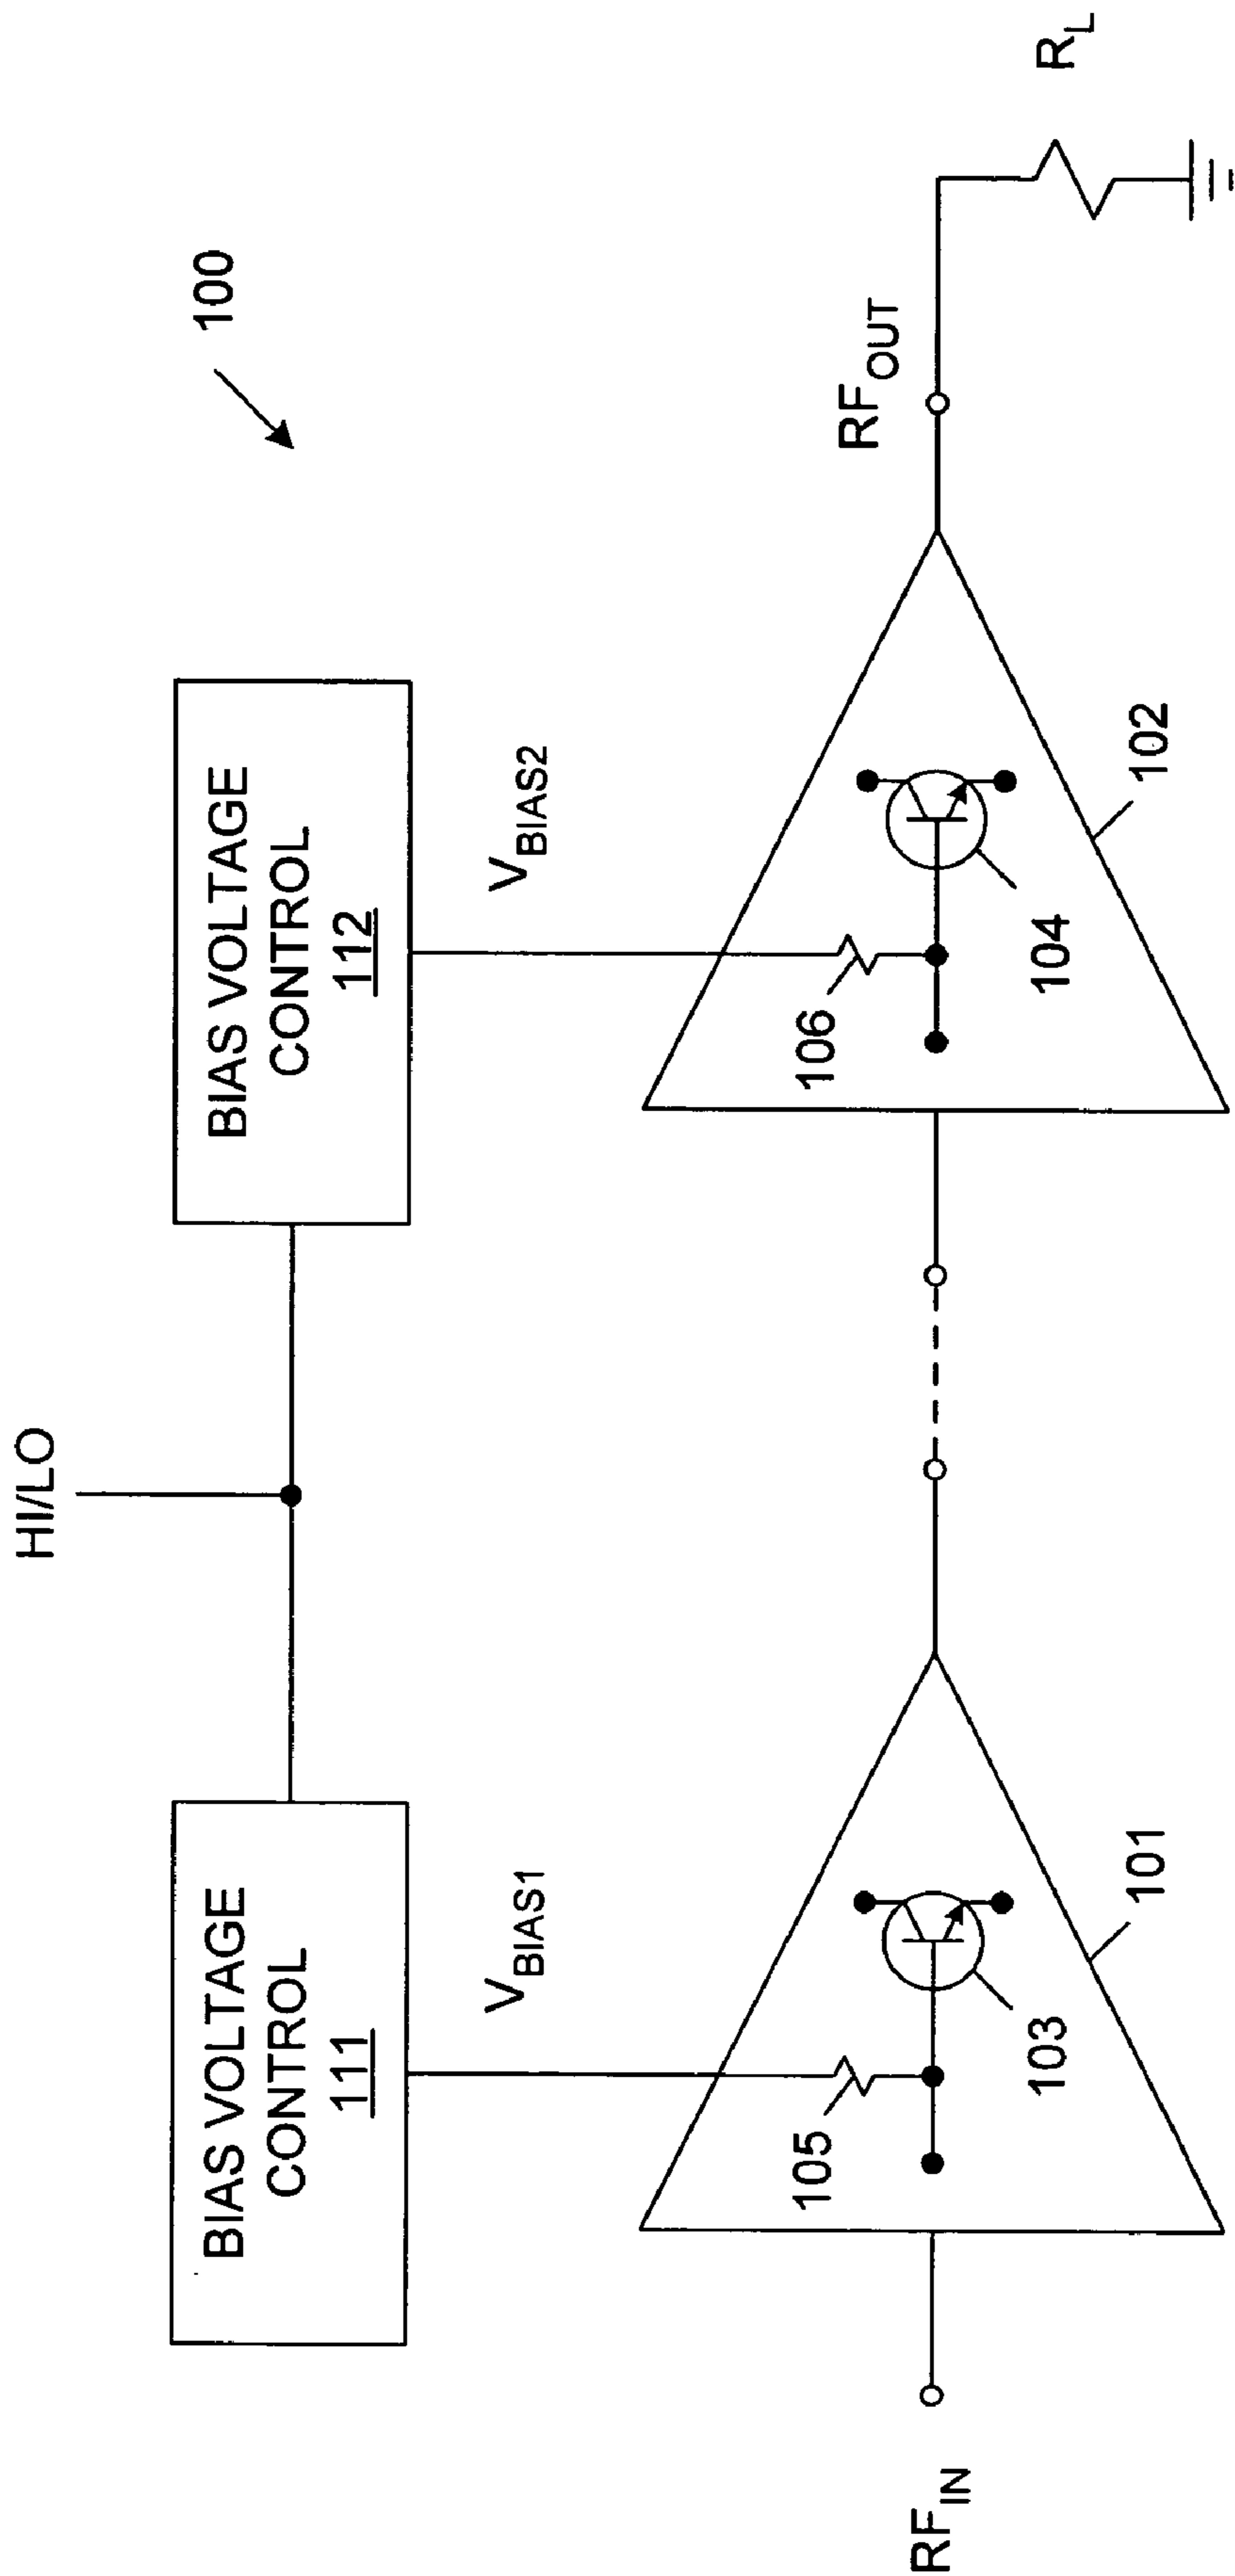 HI/LO
100
BIAS VOLTAGE
CONTROL
111
BIAS VOLTAGE
CONTROL
112
V_BIAS1
V_BIAS2
RF_OUT
R_L
105
106
RF_IN
103
104
101
102